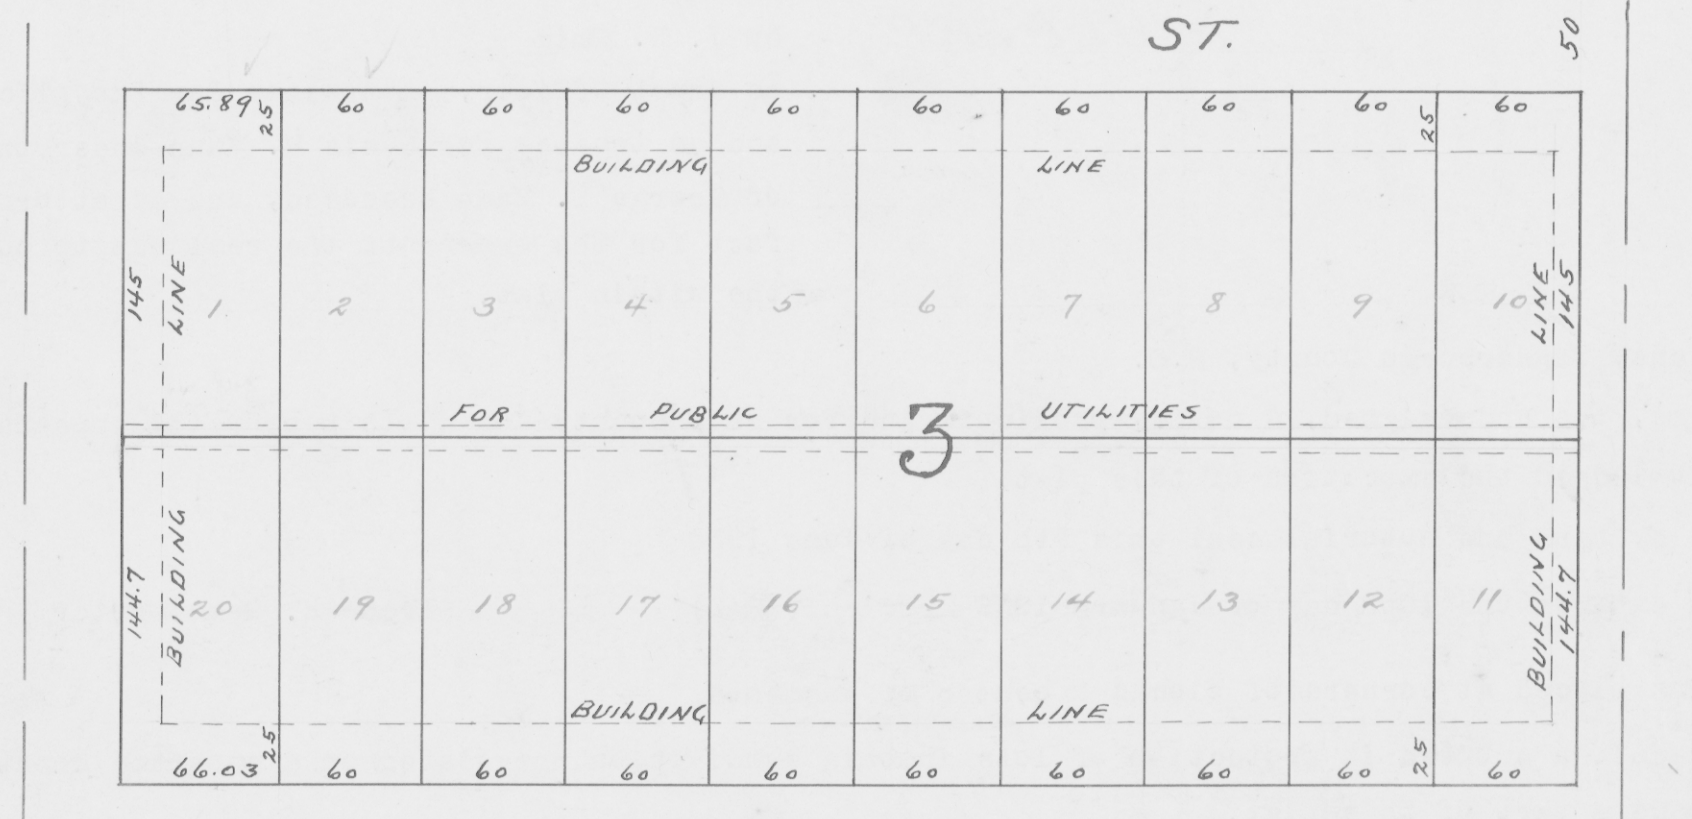 ST.
50
65.89 60 60 60 60 60 60 60 60 60
25 25
BUILDING LINE
145 LINE 1 2 3 4 5 6 7 8 9 10 LINE 145
FOR PUBLIC UTILITIES
3
144.7 BUILDING 20 19 18 17 16 15 14 13 12 11 BUILDING 144.7
BUILDING LINE
25 25
66.03 60 60 60 60 60 60 60 60 60